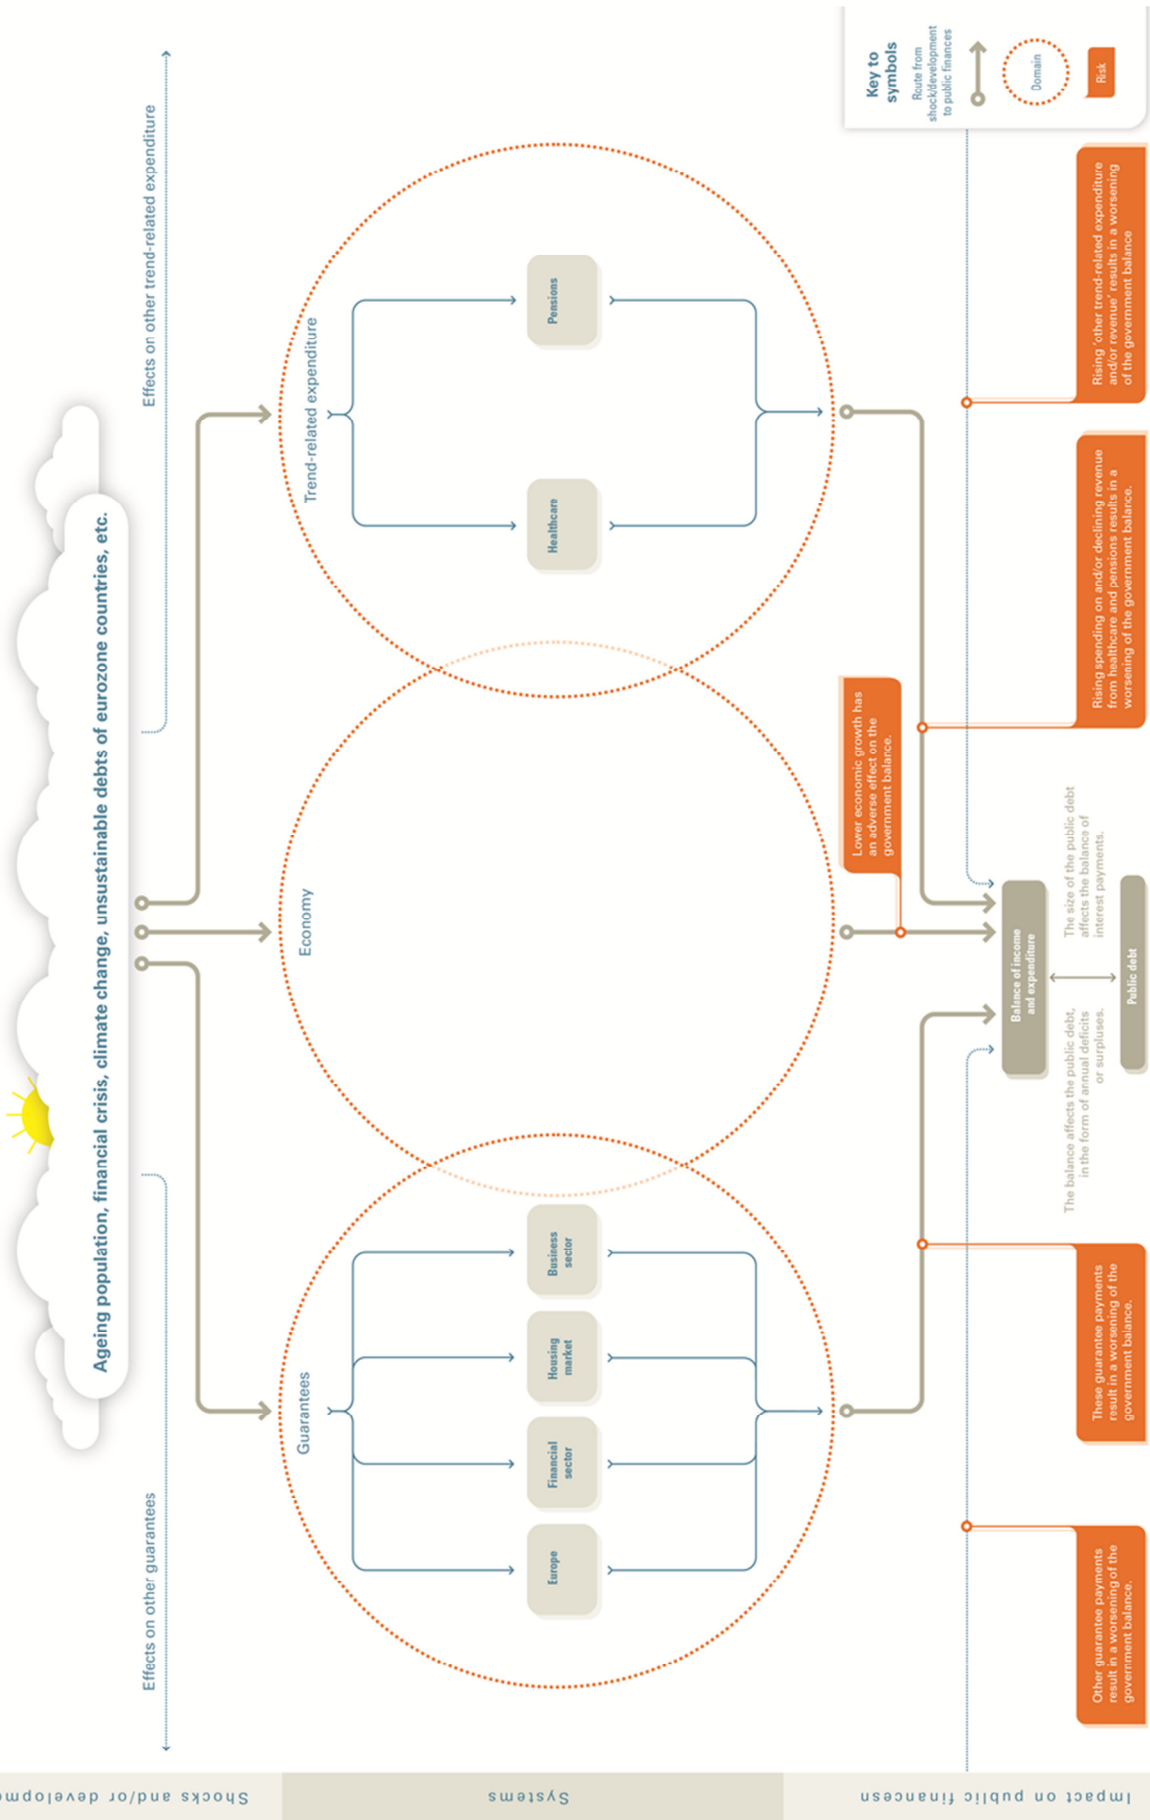 Shocks and/or developm
Systems
Impact on public financesn
Ageing population, financial crisis, climate change, unsustainable debts of eurozone countries, etc.
Effects on other guarantees
Effects on other trend-related expenditure
Guarantees
Economy
Trend-related expenditure
Europe
Financial
sector
Housing
market
Business
sector
Healthcare
Pensions
Lower economic growth has
an adverse effect on the
government balance.
Key to
symbols
Route from
shock/development
to public finances
Domain
Risk
Balance of income
and expenditure
The balance affects the public debt,
in the form of annual deficits
or surpluses.
The size of the public debt
affects the balance of
interest payments.
Public debt
Other guarantee payments
result in a worsening of the
government balance.
These guarantee payments
result in a worsening of the
government balance.
Rising spending on and/or declining revenue
from healthcare and pensions results in a
worsening of the government balance.
Rising 'other trend-related expenditure
and/or revenue' results in a worsening
of the government balance